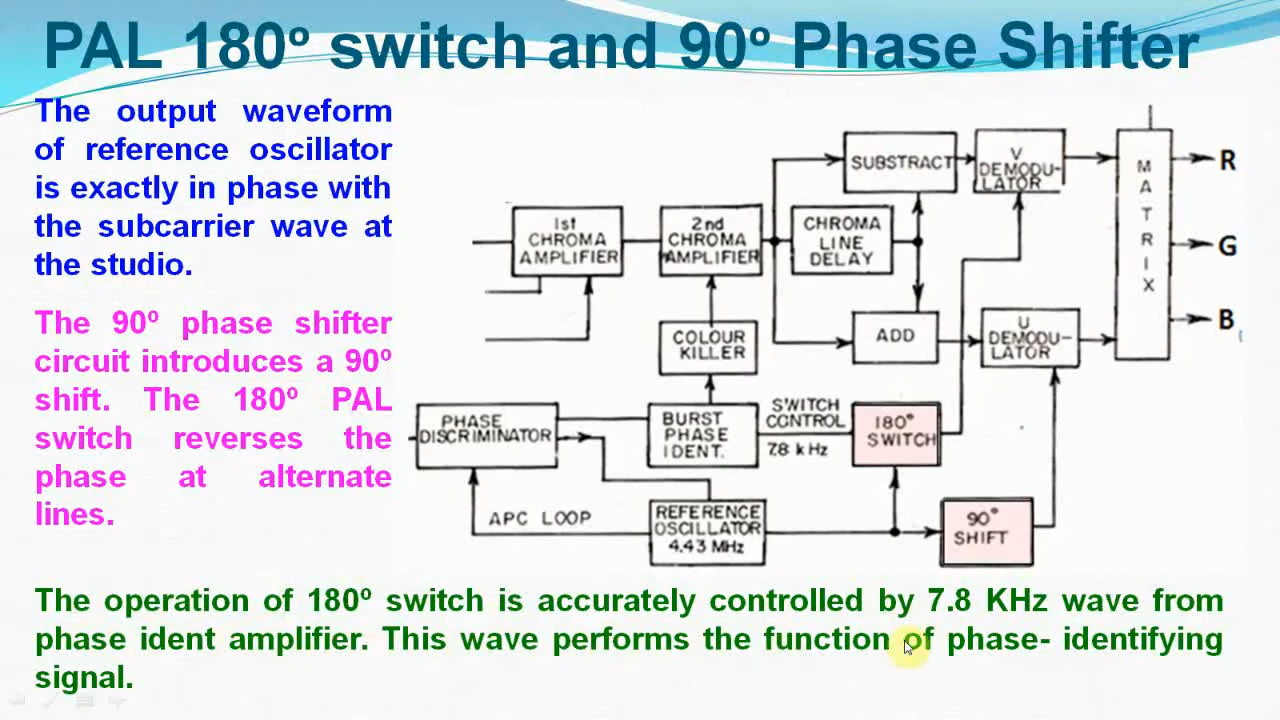 PAL 180º switch and 90º Phase Shifter
The output waveform
of reference oscillator
is exactly in phase with
the subcarrier wave at
the studio.
The 90º phase shifter
circuit introduces a 90º
shift. The 180º PAL
switch reverses the
phase at alternate
lines.
SUBSTRACT
V
DEMODU-
LATOR
M
A
T
R
I
X
R
G
B
1st
CHROMA
AMPLIFIER
2nd
CHROMA
AMPLIFIER
CHROMA
LINE
DELAY
COLOUR
KILLER
ADD
U
DEMODU-
LATOR
PHASE
DISCRIMINATOR
BURST
PHASE
IDENT.
SWITCH
CONTROL
7.8 kHz
180°
SWITCH
APC LOOP
REFERENCE
OSCILLATOR
4.43 MHz
90°
SHIFT
The operation of 180º switch is accurately controlled by 7.8 KHz wave from
phase ident amplifier. This wave performs the function of phase- identifying
signal.